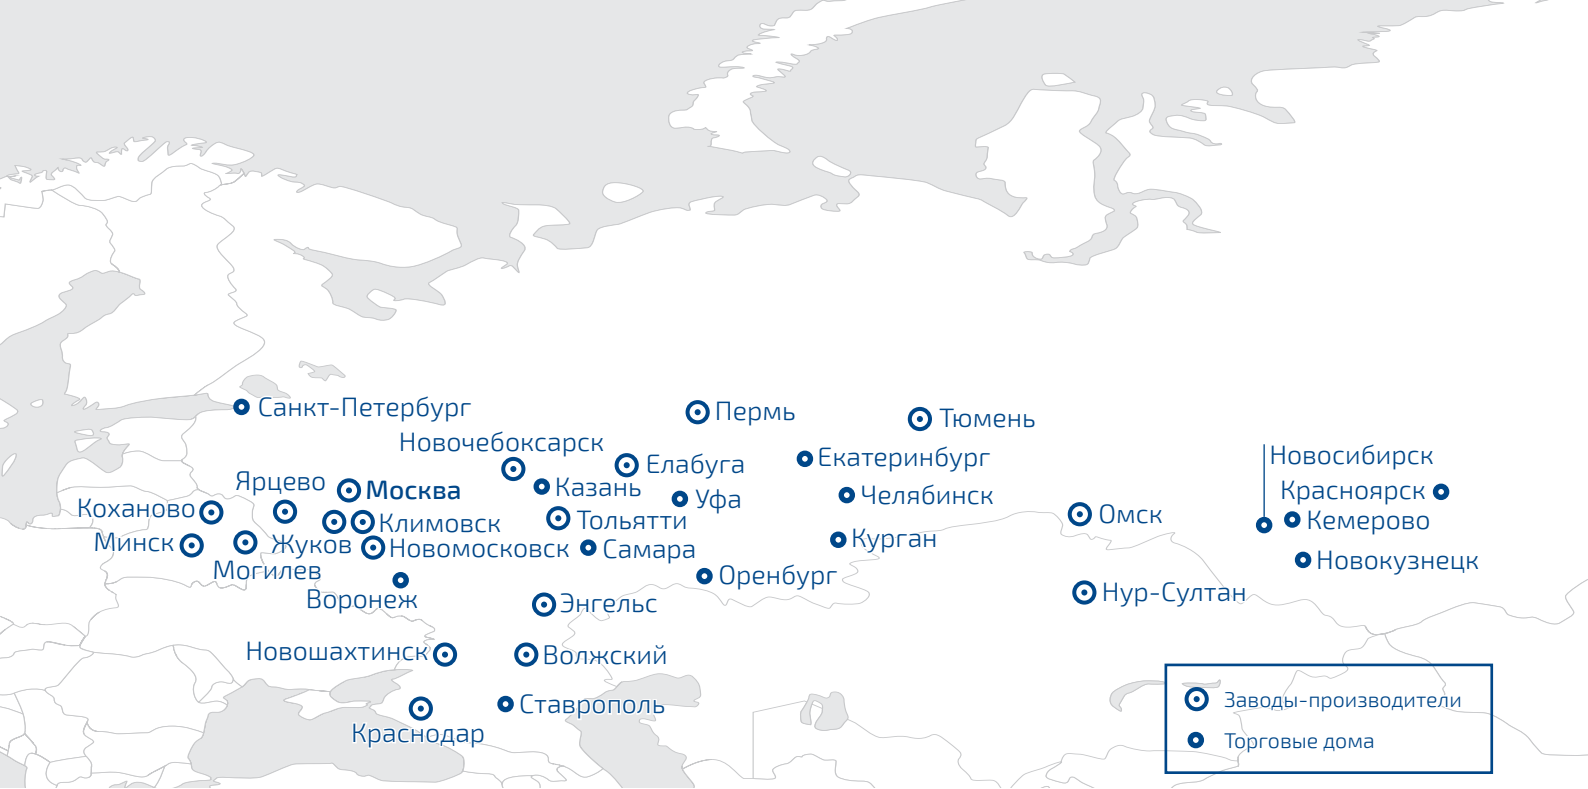 Санкт-Петербург
Пермь
Тюмень
Новочебоксарск
Новосибирск
Екатеринбург
Елабуга
Ярцево
Москва
Казань
Уфа
Челябинск
Красноярск
Коханово
Климовск
Тольятти
Омск
Кемерово
Минск
Жуков
Новомосковск
Самара
Курган
Новокузнецк
Могилев
Оренбург
Воронеж
Энгельс
Нур-Султан
Новошахтинск
Волжский
Ставрополь
Краснодар
Заводы-производители
Торговые дома